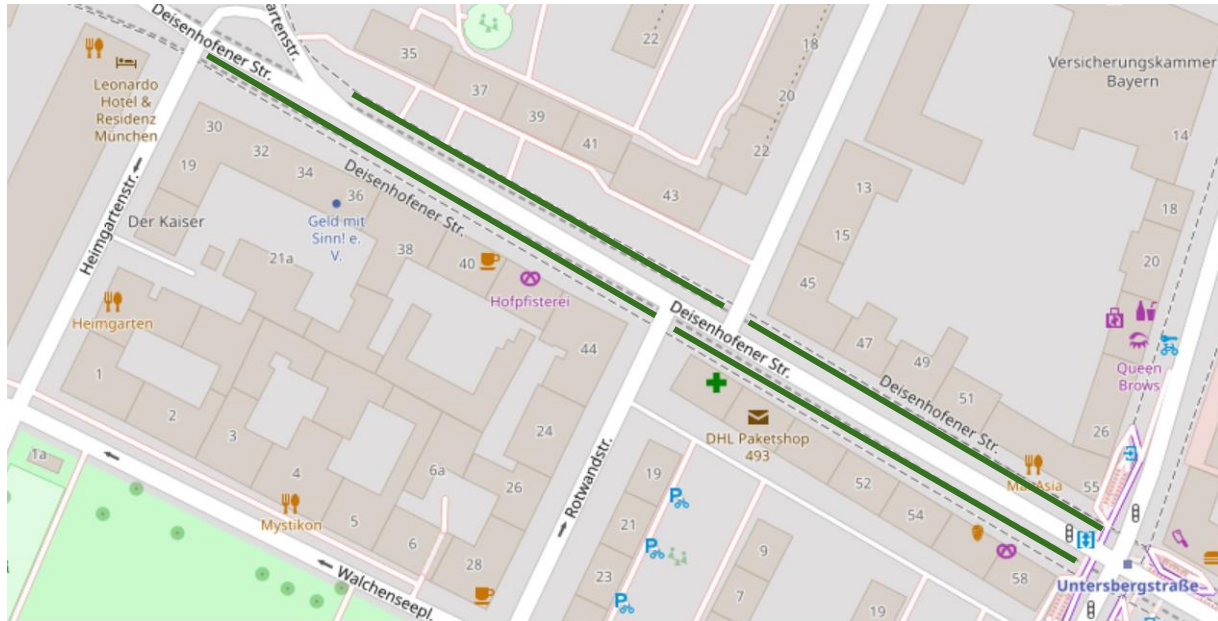 Deisenhofener Str.
artenstr.
35
22
18
Versicherungskammer
Bayern
Leonardo
Hotel &
Residenz
München
37
20
39
14
30
41
22
32
19
34
43
13
36
Deisenhofener Str.
18
Heimgartenstr.
Der Kaiser
Geld mit
Sinn! e.
V.
15
38
21a
40
20
45
Hofpfisterei
Heimgarten
Deisenhofener Str.
44
47
49
Queen
Brows
1
Deisenhofener Str.
51
2
24
DHL Paketshop
493
26
3
1a
4
6a
26
19
52
55
Rotwandstr.
Mystikon
5
21
54
6
9
28
23
58
Walchenseepl.
7
19
Untersbergstraße
P
P
P